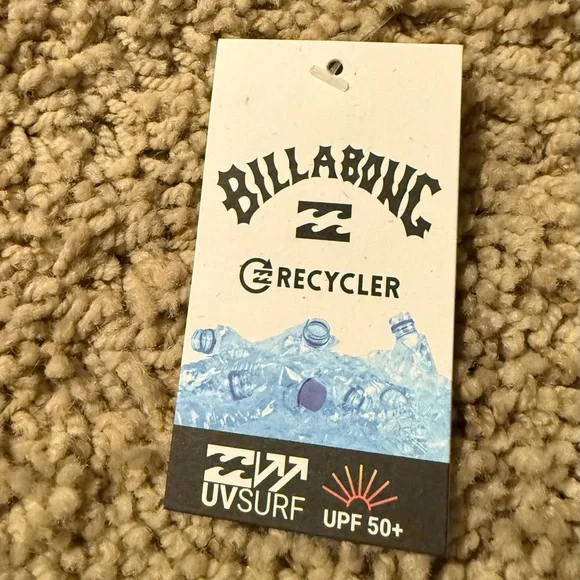 BILLABONG
RECYCLER
UVSURF
UPF 50+